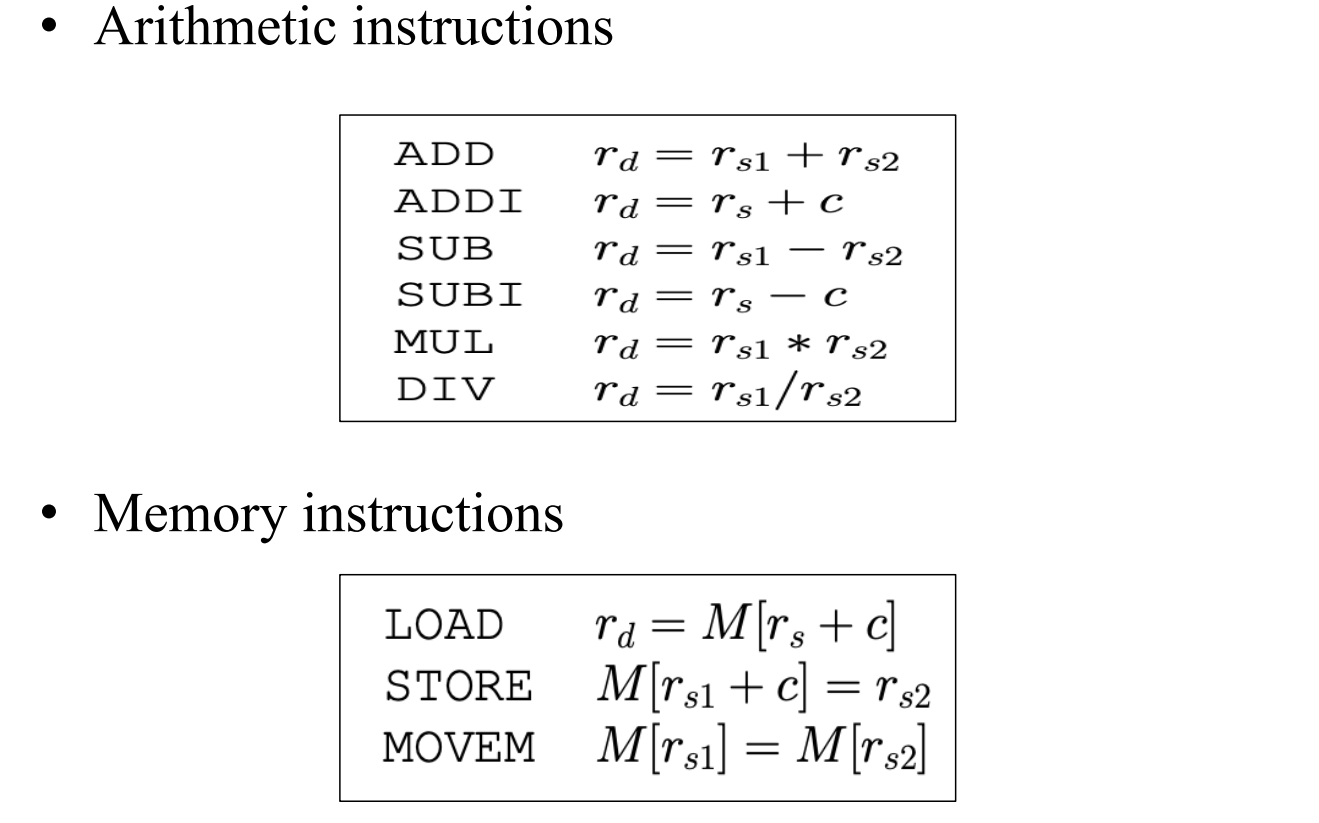 • Arithmetic instructions
ADD r_d = r_{s1} + r_{s2}
ADDI r_d = r_s + c
SUB r_d = r_{s1} − r_{s2}
SUBI r_d = r_s − c
MUL r_d = r_{s1} ∗ r_{s2}
DIV r_d = r_{s1}/r_{s2}
• Memory instructions
LOAD r_d = M[r_s + c]
STORE M[r_{s1} + c] = r_{s2}
MOVEM M[r_{s1}] = M[r_{s2}]